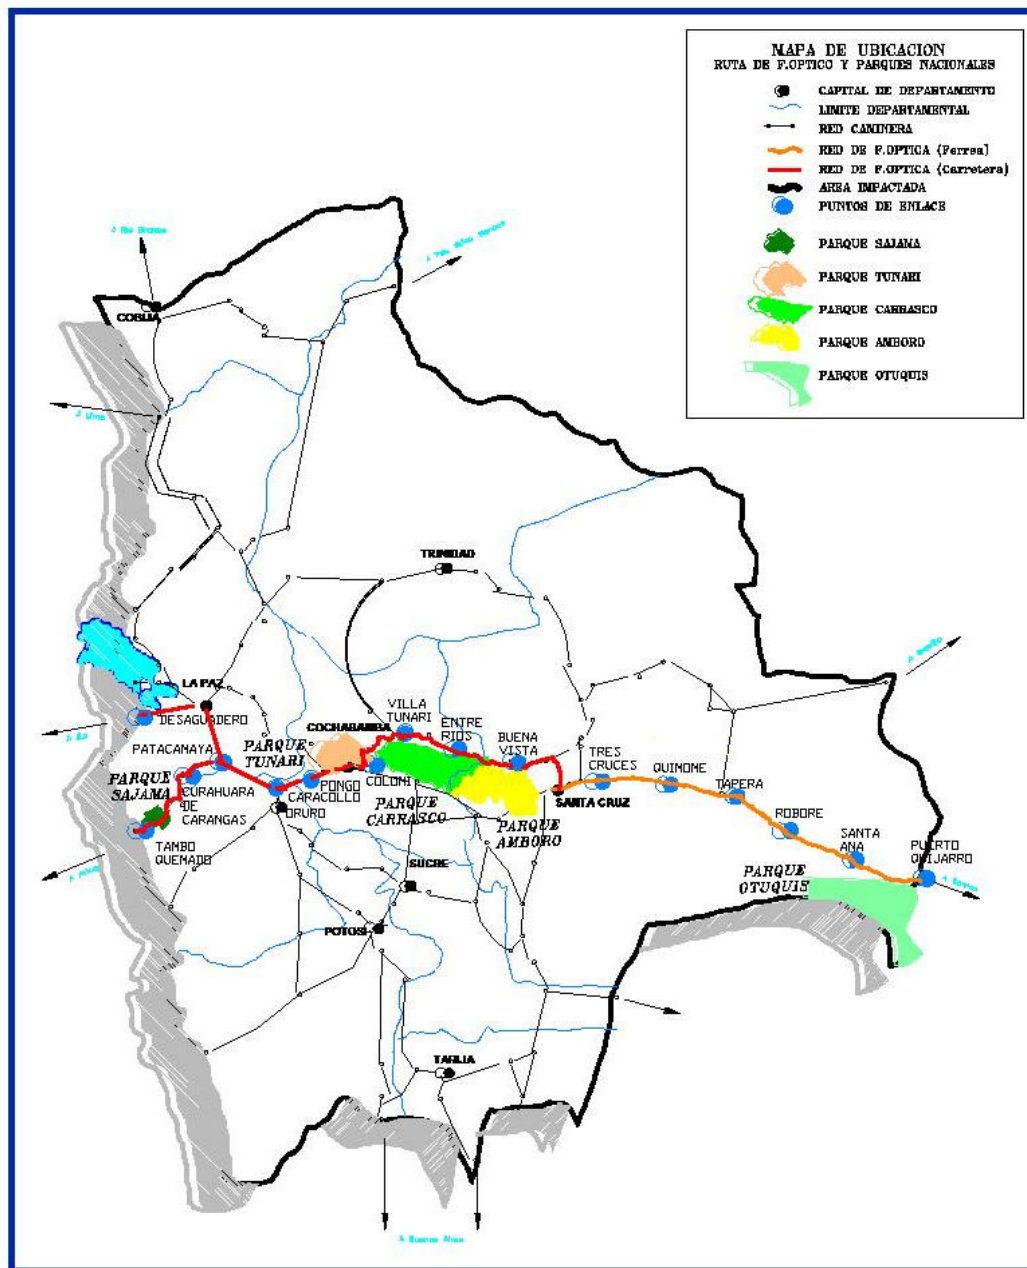 MAPA DE UBICACION
RUTA DE F.OPTICO Y PARQUES NACIONALES
CAPITAL DE DEPARTAMENTO
LIMITE DEPARTAMENTAL
RED CAMINERA
RED DE F.OPTICA (Ferrea)
RED DE F.OPTICA (Carretera)
AREA IMPACTADA
PUNTOS DE ENLACE
PARQUE SAJAMA
PARQUE TUNARI
PARQUE CARRASCO
PARQUE AMBORO
PARQUE OTUQUIS
COBIJA
TRINIDAD
LA PAZ
DESAGUADERO
PATACAMAYA
PARQUE
SAJAMA
CURAHUARA
DE
CARANGAS
TAMBO
QUEMADO
PARQUE
TUNARI
COCHABAMBA
VILLA
TUNARI
ENTRE
RIOS
BUENA
VISTA
PONGO
CARACOLLO
COLOMI
ORURO
PARQUE
CARRASCO
PARQUE
AMBORO
SANTA CRUZ
TRES
CRUCES
QUIMOME
TAPERA
ROBORE
SANTA
ANA
PUERTO
QUIJARRO
PARQUE
OTUQUIS
SUCRE
POTOSI
TARIJA
A Buenos Aires